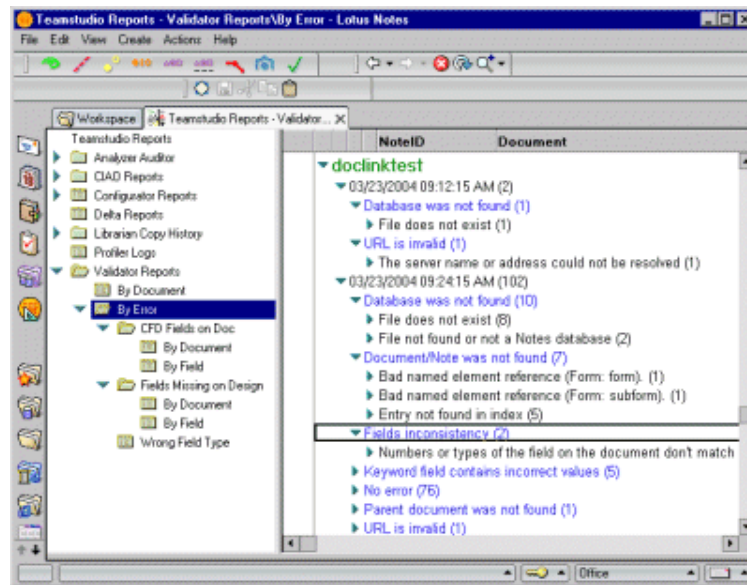 Teamstudio Reports - Validator Reports\By Error - Lotus Notes
File Edit View Create Actions Help
Workspace
Teamstudio Reports - Validator...
Teamstudio Reports
Analyzer Auditor
CIAO Reports
Configurator Reports
Delta Reports
Librarian Copy History
Profiler Logs
Validator Reports
By Document
By Error
CFD Fields on Doc
By Document
By Field
Fields Missing on Design
By Document
By Field
Wrong Field Type
NoteID Document
doclinktest
03/23/2004 09:12:15 AM (2)
Database was not found (1)
File does not exist (1)
URL is invalid (1)
The server name or address could not be resolved (1)
03/23/2004 09:24:15 AM (102)
Database was not found (10)
File does not exist (8)
File not found or not a Notes database (2)
Document/Note was not found (7)
Bad named element reference (Form: form). (1)
Bad named element reference (Form: subform). (1)
Entry not found in index (5)
Fields inconsistency (2)
Numbers or types of the field on the document don't match
Keyword field contains incorrect values (5)
No error (76)
Parent document was not found (1)
URL is invalid (1)
Office